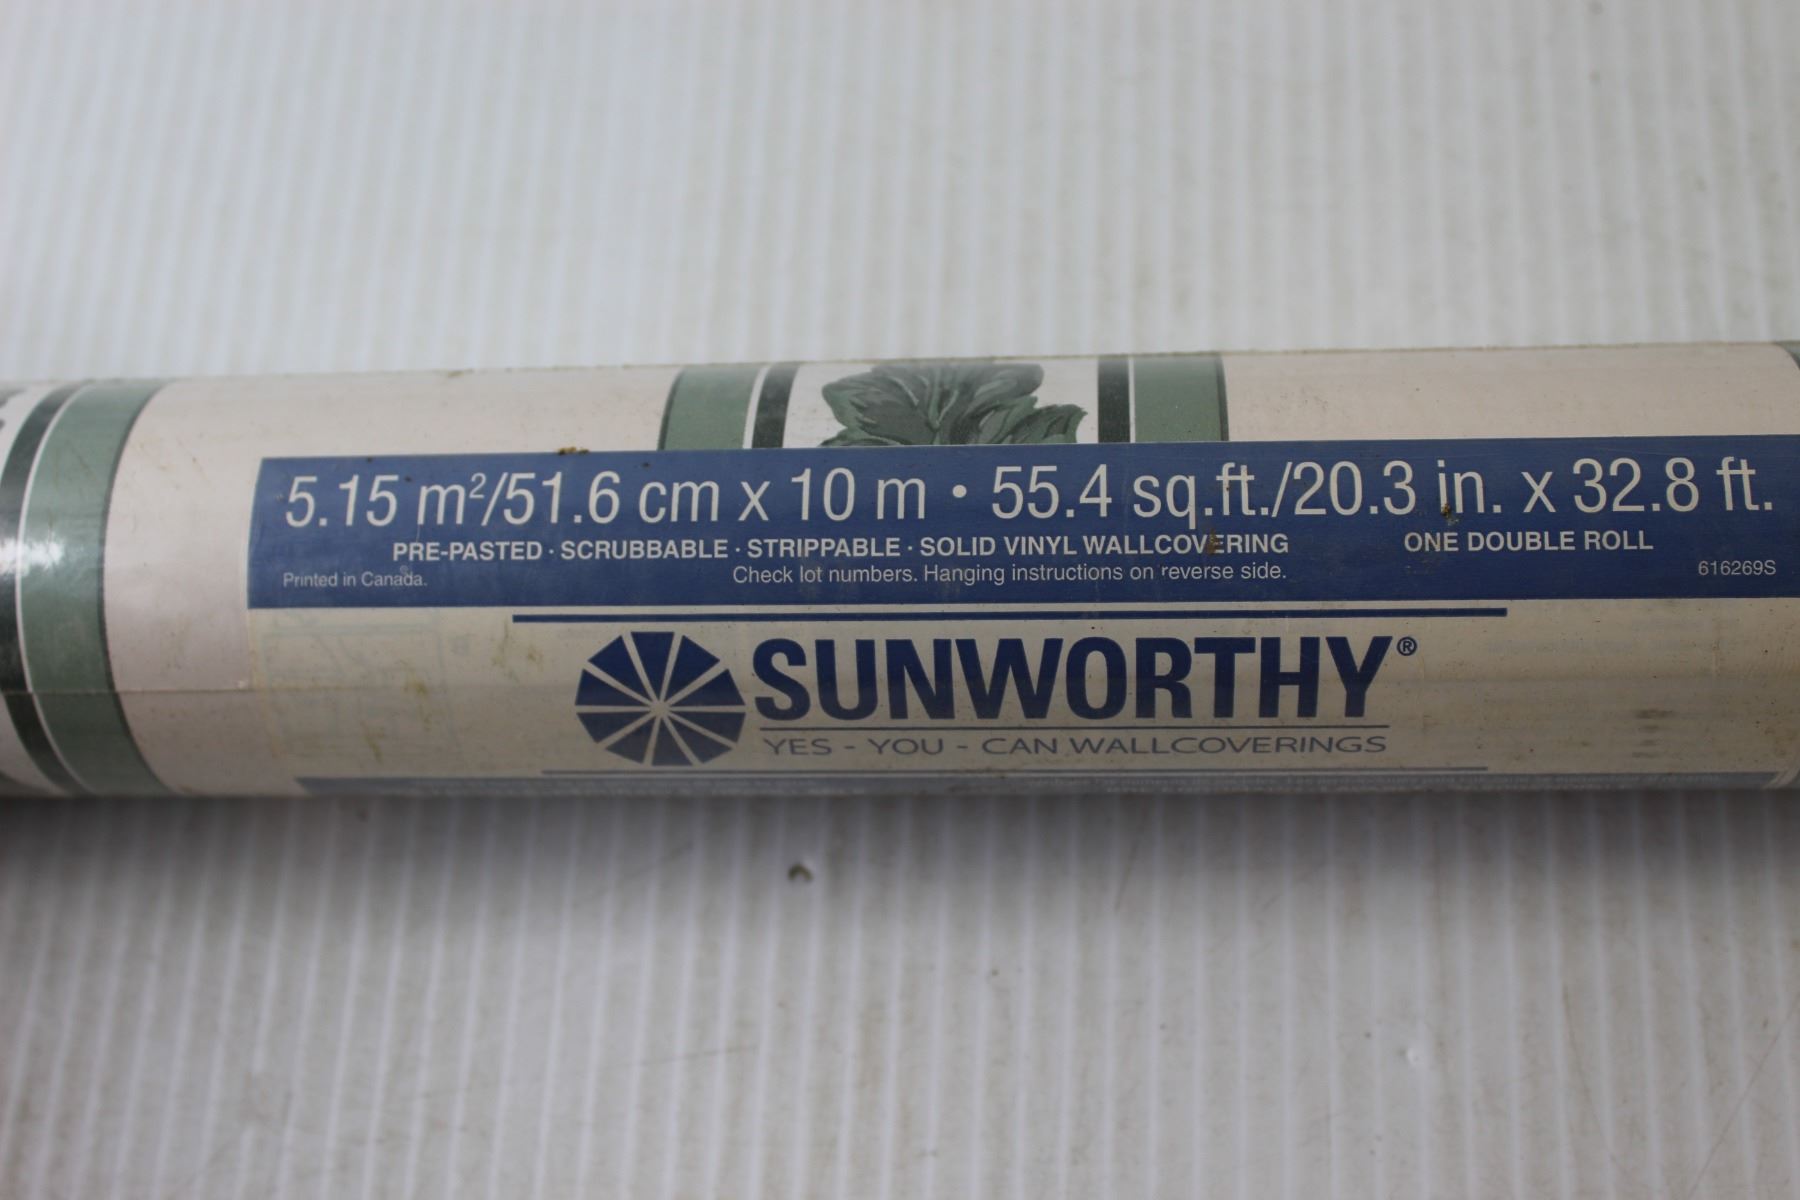 5.15 m²/51.6 cm x 10 m • 55.4 sq.ft./20.3 in. x 32.8 ft.
PRE-PASTED · SCRUBBABLE · STRIPPABLE · SOLID VINYL WALLCOVERING ONE DOUBLE ROLL
Printed in Canada. Check lot numbers. Hanging instructions on reverse side. 616269S
SUNWORTHY®
YES - YOU - CAN WALLCOVERINGS